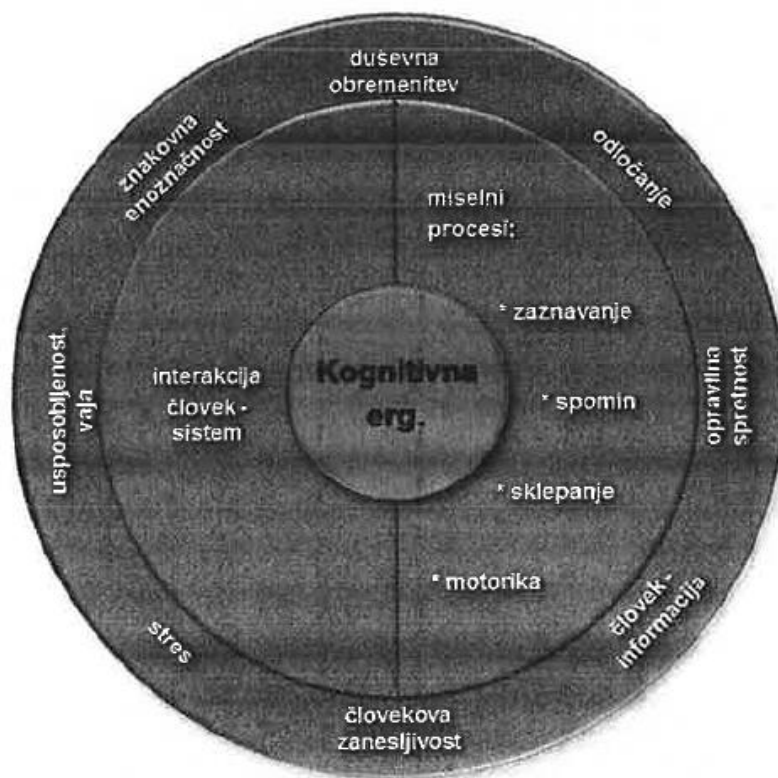 duševna
obremenitev
znakovna
enoznačnost
odločanje
miselni
procesi:
* zaznavanje
usposobljenost,
vaja
interakcija
človek -
sistem
Kognitivna
erg.
* spomin
opravilna
spretnost
* sklepanje
* motorika
človek -
informacija
stres
človekova
zanesljivost